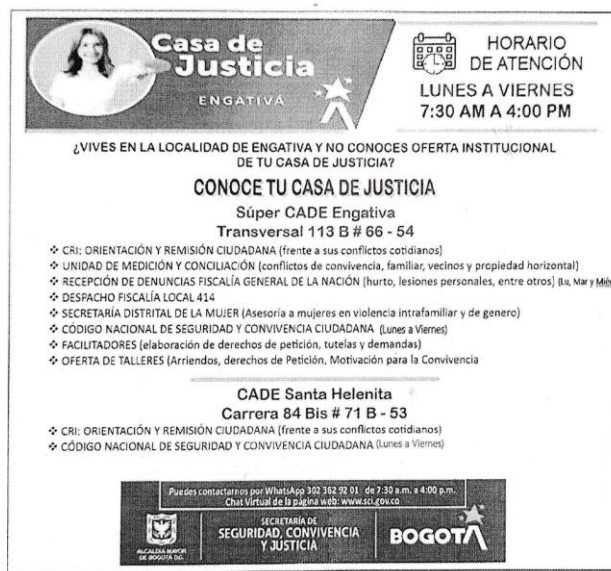 Casa de
Justicia
ENGATIVÁ
HORARIO
DE ATENCIÓN
LUNES A VIERNES
7:30 AM A 4:00 PM
¿VIVES EN LA LOCALIDAD DE ENGATIVA Y NO CONOCES OFERTA INSTITUCIONAL
DE TU CASA DE JUSTICIA?
CONOCE TU CASA DE JUSTICIA
Súper CADE Engativa
Transversal 113 B # 66 - 54
❖ CRI: ORIENTACIÓN Y REMISIÓN CIUDADANA (frente a sus conflictos cotidianos)
❖ UNIDAD DE MEDICIÓN Y CONCILIACIÓN (conflictos de convivencia, familiar, vecinos y propiedad horizontal)
❖ RECEPCIÓN DE DENUNCIAS FISCALÍA GENERAL DE LA NACIÓN (hurto, lesiones personales, entre otros) (Lu, Mar y Miér
❖ DESPACHO FISCALÍA LOCAL 414
❖ SECRETARÍA DISTRITAL DE LA MUJER (Asesoría a mujeres en violencia intrafamiliar y de genero)
❖ CÓDIGO NACIONAL DE SEGURIDAD Y CONVIVENCIA CIUDADANA (Lunes a Viernes)
❖ FACILITADORES (elaboración de derechos de petición, tutelas y demandas)
❖ OFERTA DE TALLERES (Arriendos, derechos de Petición, Motivación para la Convivencia
CADE Santa Helenita
Carrera 84 Bis # 71 B - 53
❖ CRI: ORIENTACIÓN Y REMISIÓN CIUDADANA (frente a sus conflictos cotidianos)
❖ CÓDIGO NACIONAL DE SEGURIDAD Y CONVIVENCIA CIUDADANA (Lunes a Viernes)
Puedes contactarnos por WhatsApp 302 362 92 01 de 7:30 a.m. a 4:00 p.m.
Chat Virtual de la página web: www.scj.gov.co
ALCALDÍA MAYOR
DE BOGOTÁ D.C.
SECRETARÍA DE
SEGURIDAD, CONVIVENCIA
Y JUSTICIA
BOGOTÁ